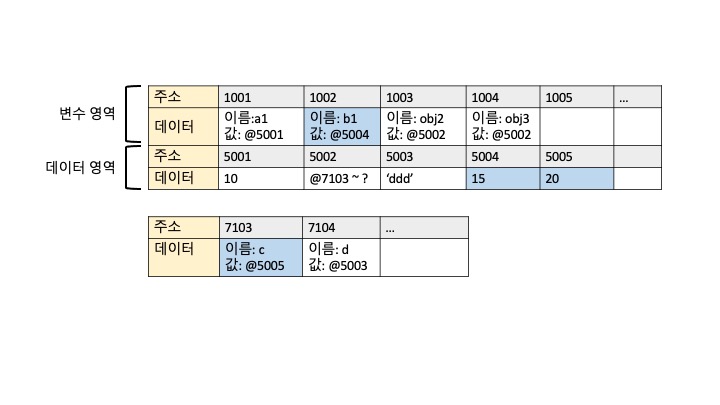 변수 영역
주소 1001 1002 1003 1004 1005 ...
데이터 이름:a1 이름: b1 이름: obj2 이름: obj3
값: @5001 값: @5004 값: @5002 값: @5002
데이터 영역
주소 5001 5002 5003 5004 5005
데이터 10 @7103 ~ ? ‘ddd’ 15 20
주소 7103 7104 ...
데이터 이름: c 이름: d
값: @5005 값: @5003